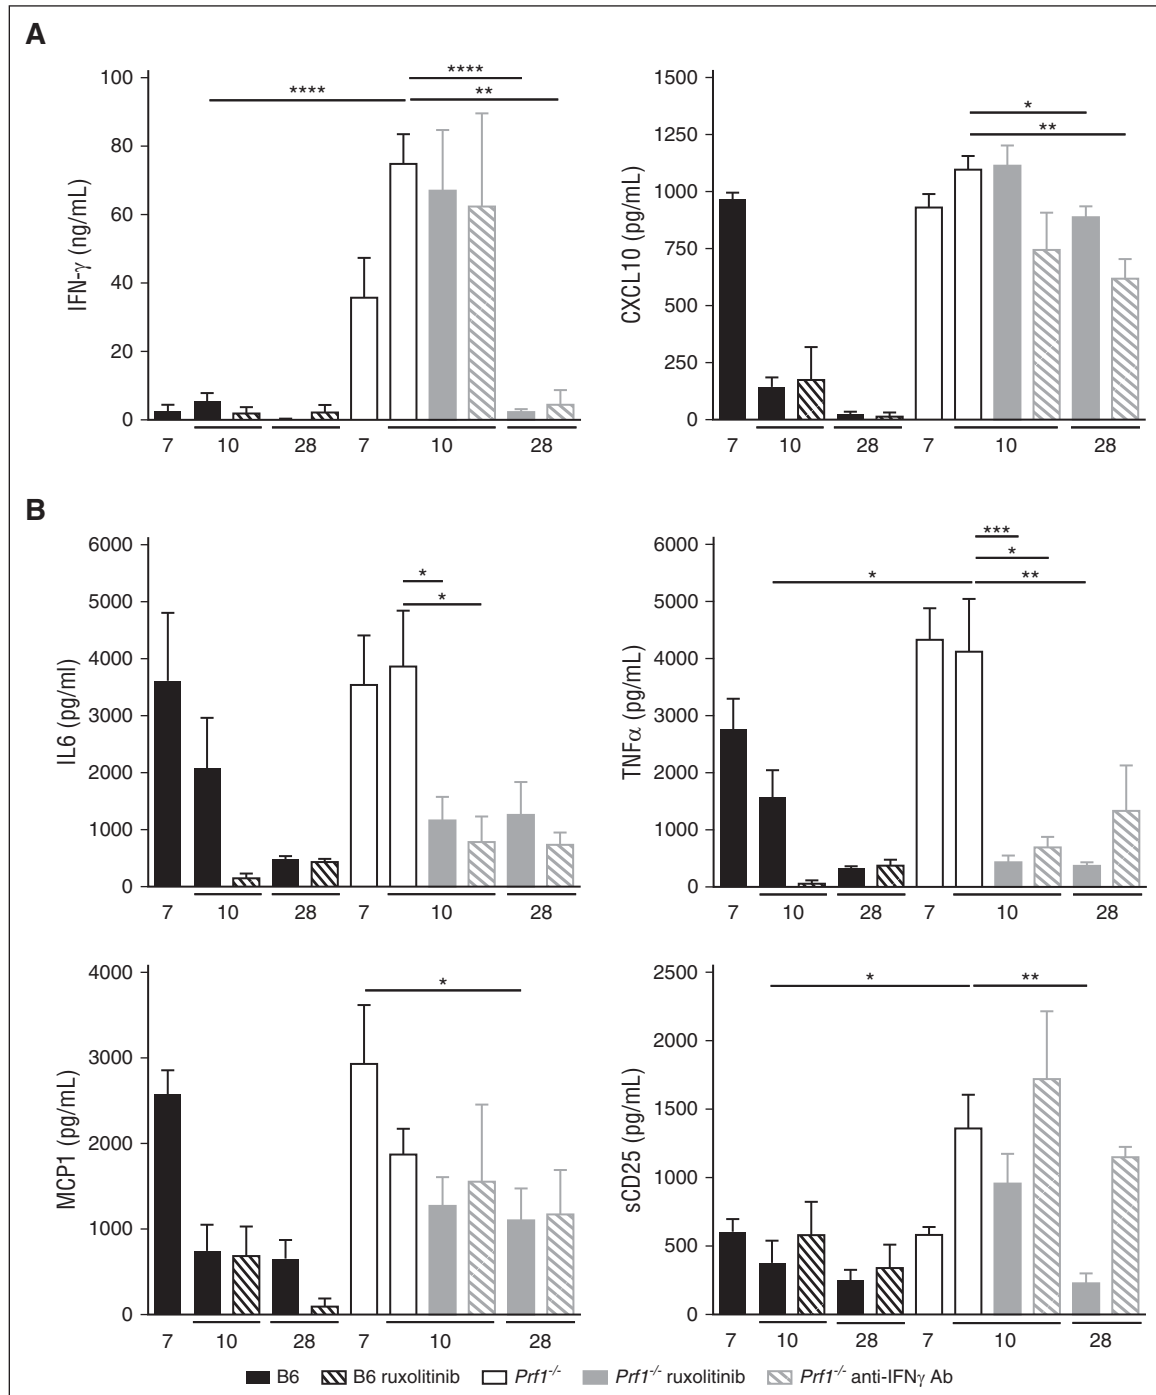 A
**** **** **
100
80
60
40
20
0
IFN-γ (ng/mL)
7 10 28 7 10 28
* **
1500
1250
1000
750
500
250
0
CXCL10 (pg/mL)
7 10 28 7 10 28
B
* *
6000
5000
4000
3000
2000
1000
0
IL6 (pg/ml)
7 10 28 7 10 28
*** * * **
6000
5000
4000
3000
2000
1000
0
TNFα (pg/mL)
7 10 28 7 10 28
*
4000
3000
2000
1000
0
MCP1 (pg/mL)
7 10 28 7 10 28
* **
2500
2000
1500
1000
500
0
sCD25 (pg/mL)
7 10 28 7 10 28
B6 B6 ruxolitinib Prf1-/- Prf1-/- ruxolitinib Prf1-/- anti-IFNγ Ab